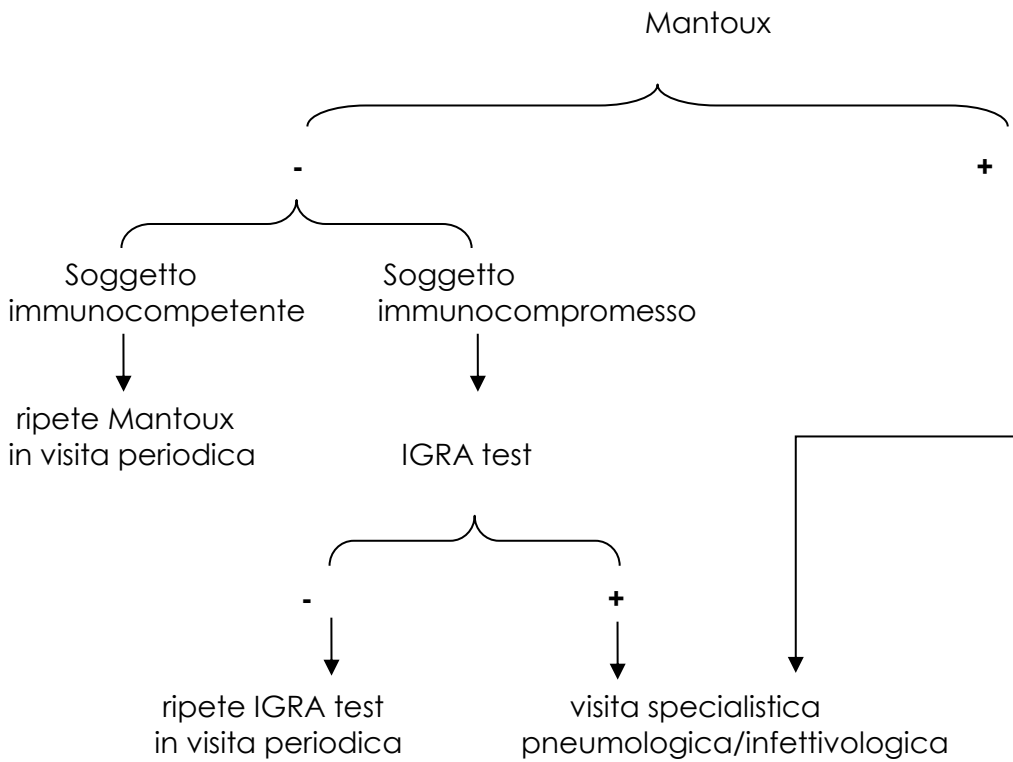 Mantoux
-
+
Soggetto
immunocompetente
Soggetto
immunocompromesso
ripete Mantoux
in visita periodica
IGRA test
-
+
ripete IGRA test
in visita periodica
visita specialistica
pneumologica/infettivologica